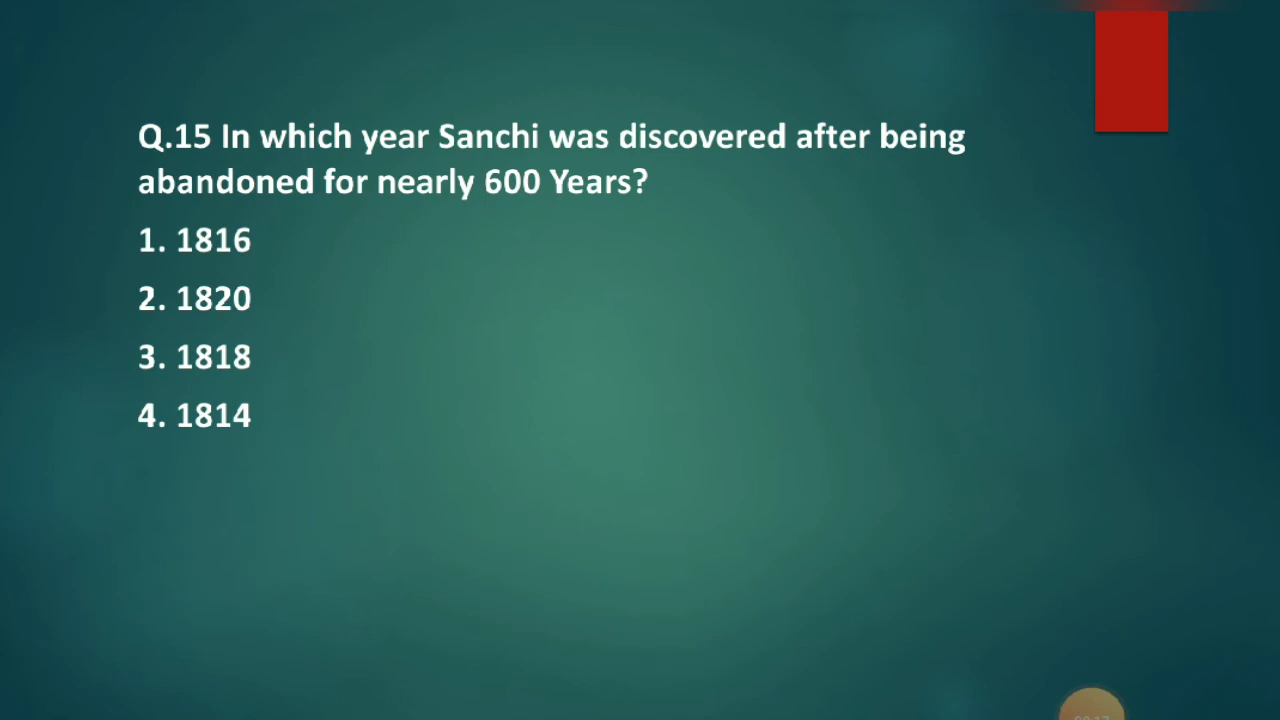 Q.15 In which year Sanchi was discovered after being
abandoned for nearly 600 Years?
1. 1816
2. 1820
3. 1818
4. 1814